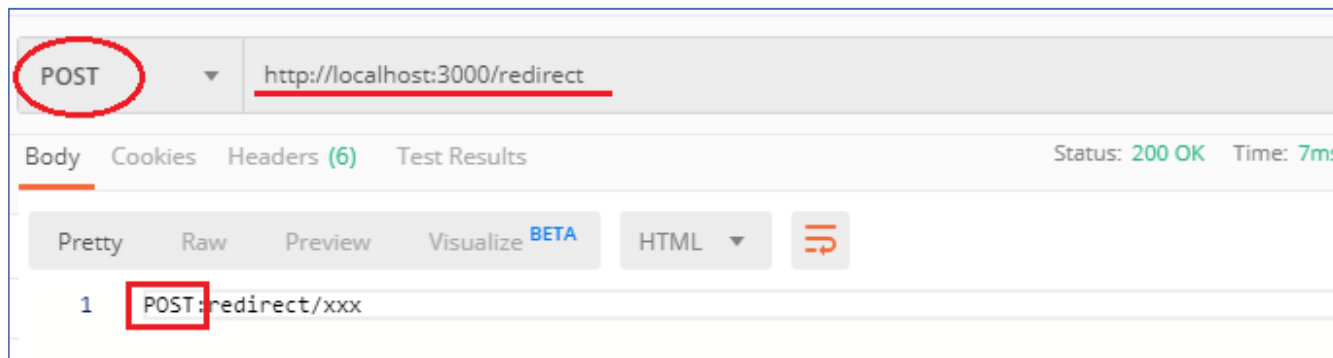 POST http://localhost:3000/redirect
Body Cookies Headers (6) Test Results Status: 200 OK Time: 7ms
Pretty Raw Preview Visualize BETA HTML
1 POST:redirect/xxx